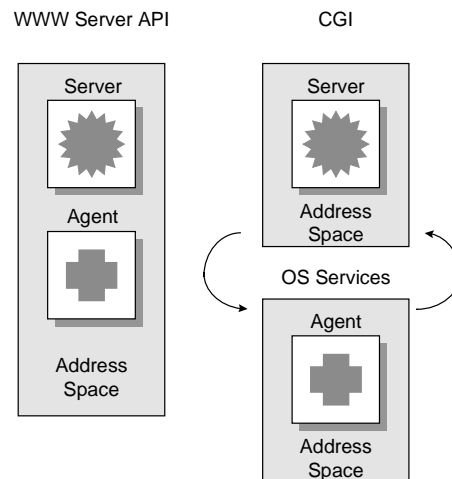 WWW Server API
Server
Agent
Address
Space
CGI
Server
Address
Space
OS Services
Agent
Address
Space